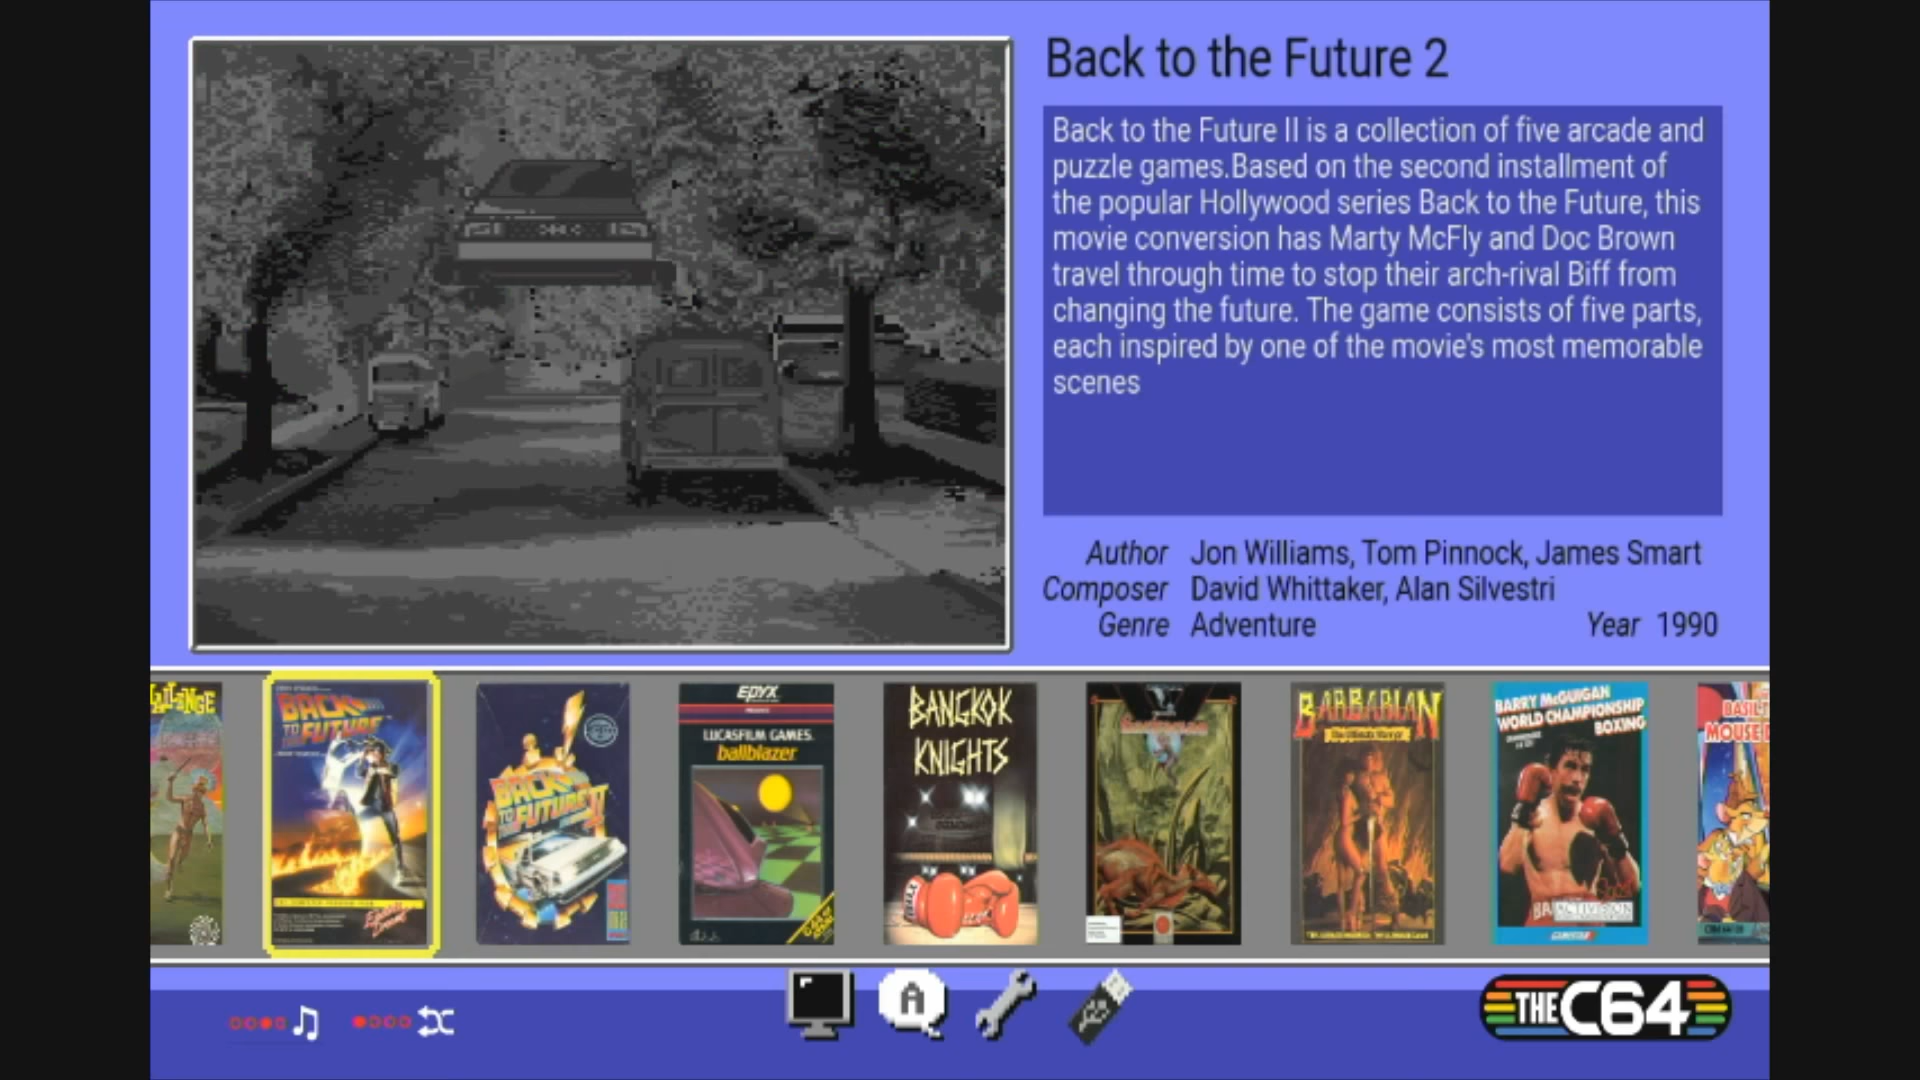 Back to the Future 2
Back to the Future II is a collection of five arcade and
puzzle games.Based on the second installment of
the popular Hollywood series Back to the Future, this
movie conversion has Marty McFly and Doc Brown
travel through time to stop their arch-rival Biff from
changing the future. The game consists of five parts,
each inspired by one of the movie's most memorable
scenes
Author Jon Williams, Tom Pinnock, James Smart
Composer David Whittaker, Alan Silvestri
Genre Adventure Year 1990
BACK
TO THE FUTURE
BACK
TO THE FUTURE II
EPYX
LUCASFILM GAMES.
ballblazer
BANGKOK
KNIGHTS
BARBARIAN
The Ultimate Warrior
BARRY McGUIGAN
WORLD CHAMPIONSHIP
BOXING
ACTIVISION
GAMESTAR
MOUSE
A
THE C64